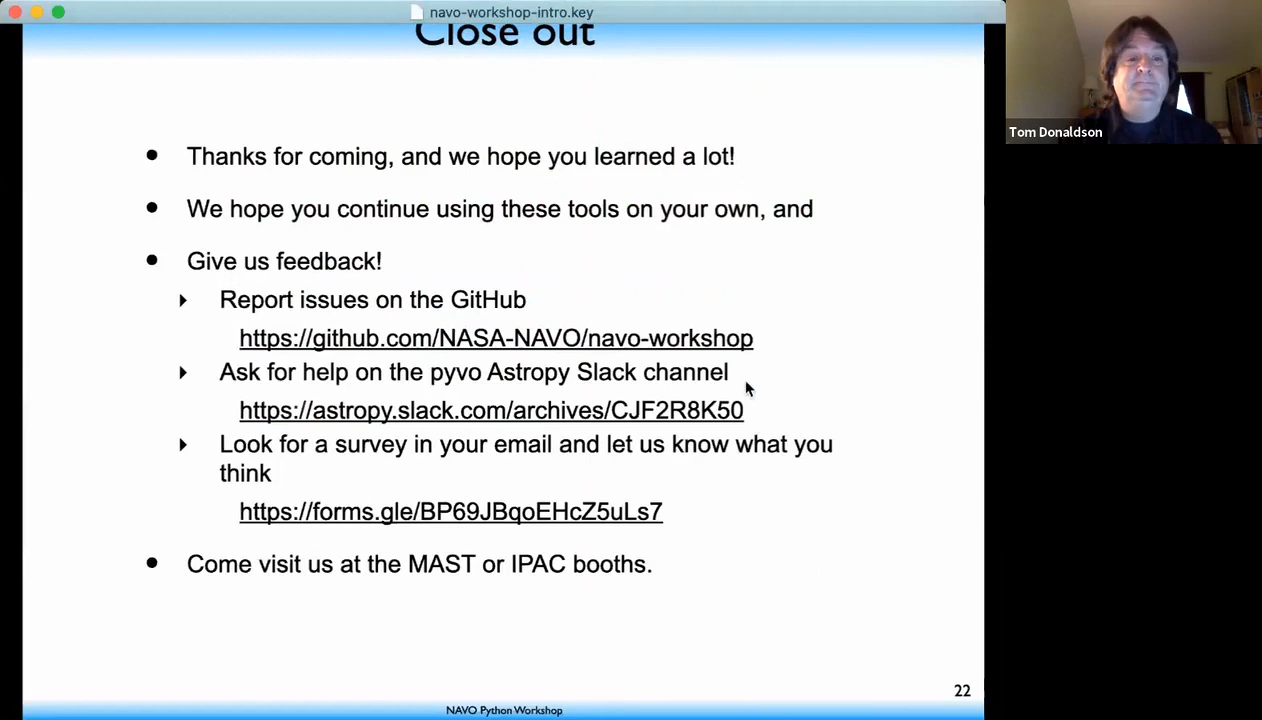 navo-workshop-intro.key
Close out
Tom Donaldson
Thanks for coming, and we hope you learned a lot!
We hope you continue using these tools on your own, and
Give us feedback!
Report issues on the GitHub
https://github.com/NASA-NAVO/navo-workshop
Ask for help on the pyvo Astropy Slack channel
https://astropy.slack.com/archives/CJF2R8K50
Look for a survey in your email and let us know what you
think
https://forms.gle/BP69JBqoEHcZ5uLs7
Come visit us at the MAST or IPAC booths.
22
NAVO Python Workshop